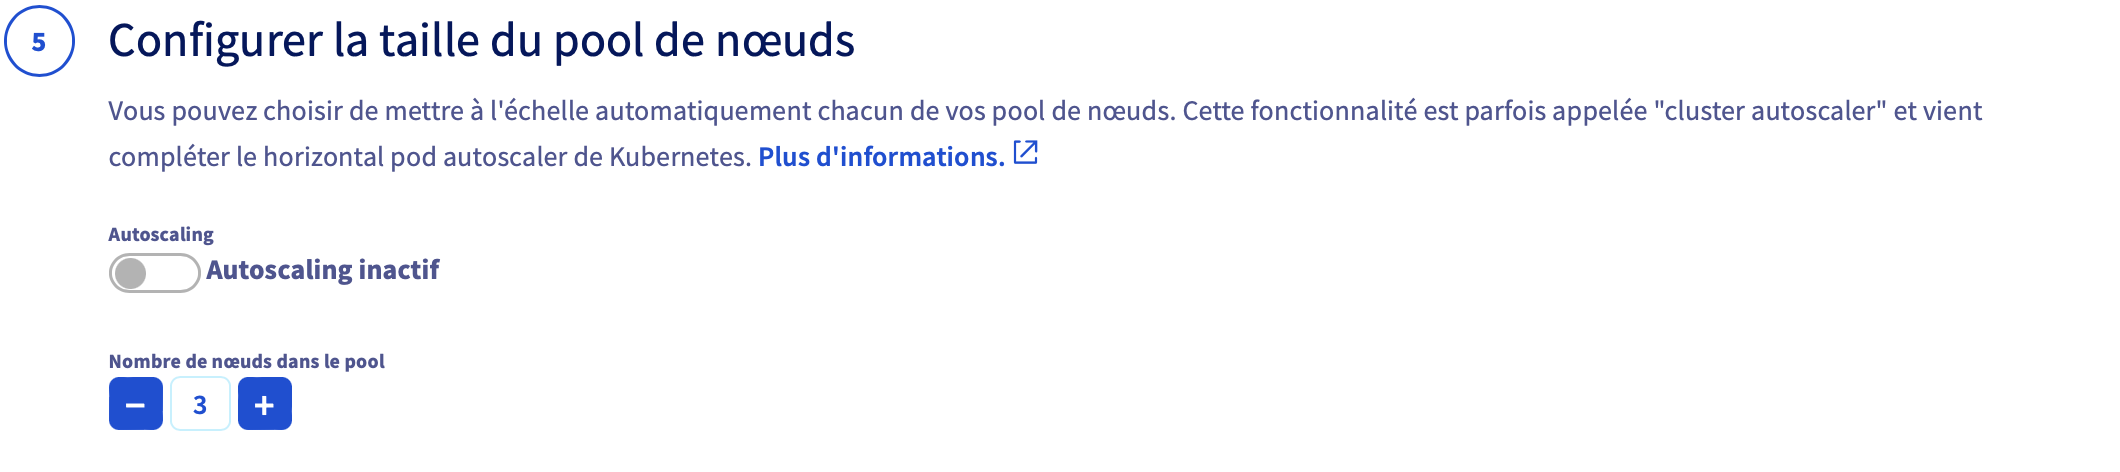 5
Configurer la taille du pool de nœuds
Vous pouvez choisir de mettre à l'échelle automatiquement chacun de vos pool de nœuds. Cette fonctionnalité est parfois appelée "cluster autoscaler" et vient
compléter le horizontal pod autoscaler de Kubernetes. Plus d'informations.
Autoscaling
Autoscaling inactif
Nombre de nœuds dans le pool
− 3 +